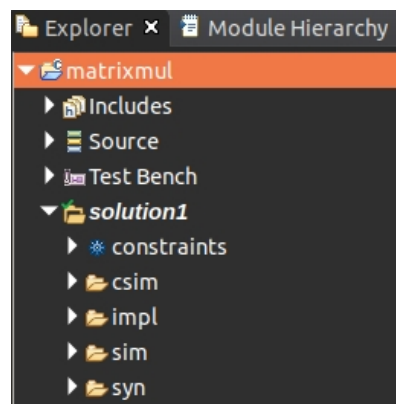 Explorer Module Hierarchy
matrixmul
Includes
Source
Test Bench
solution1
constraints
csim
impl
sim
syn